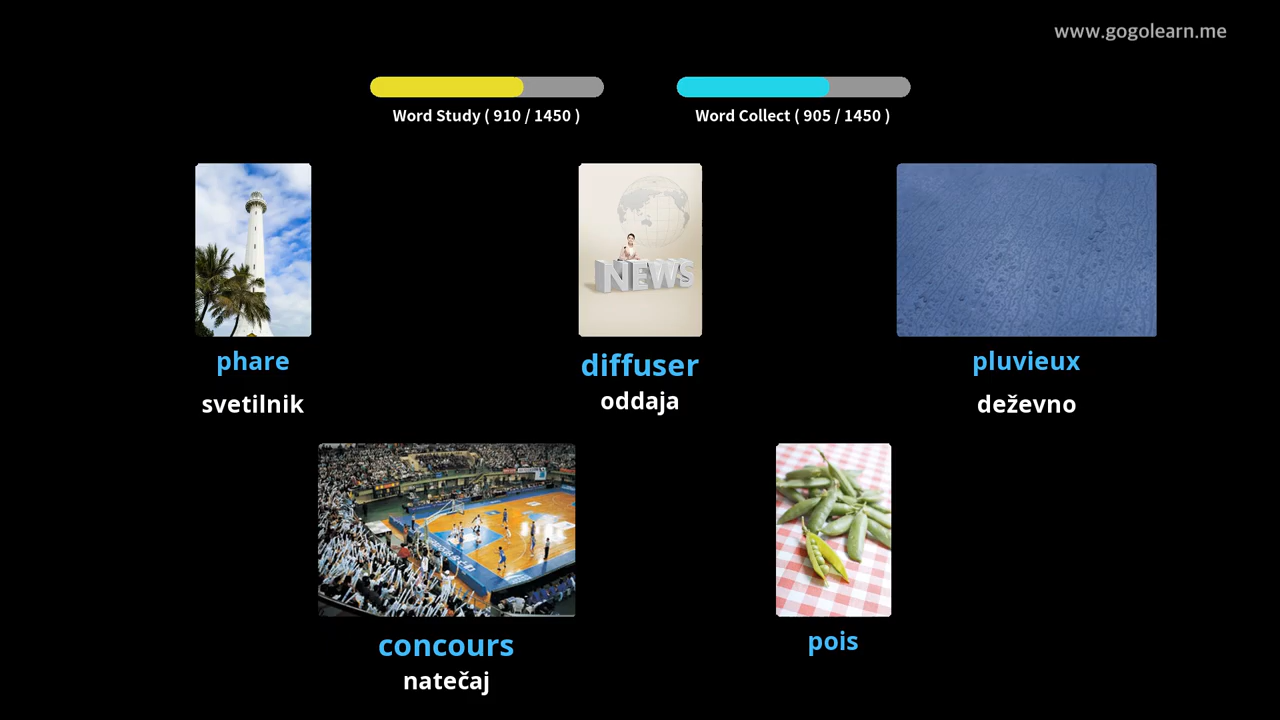 www.gogolearn.me
Word Study ( 910 / 1450 )
Word Collect ( 905 / 1450 )
NEWS
phare
diffuser
pluvieux
svetilnik
oddaja
deževno
concours
pois
natečaj